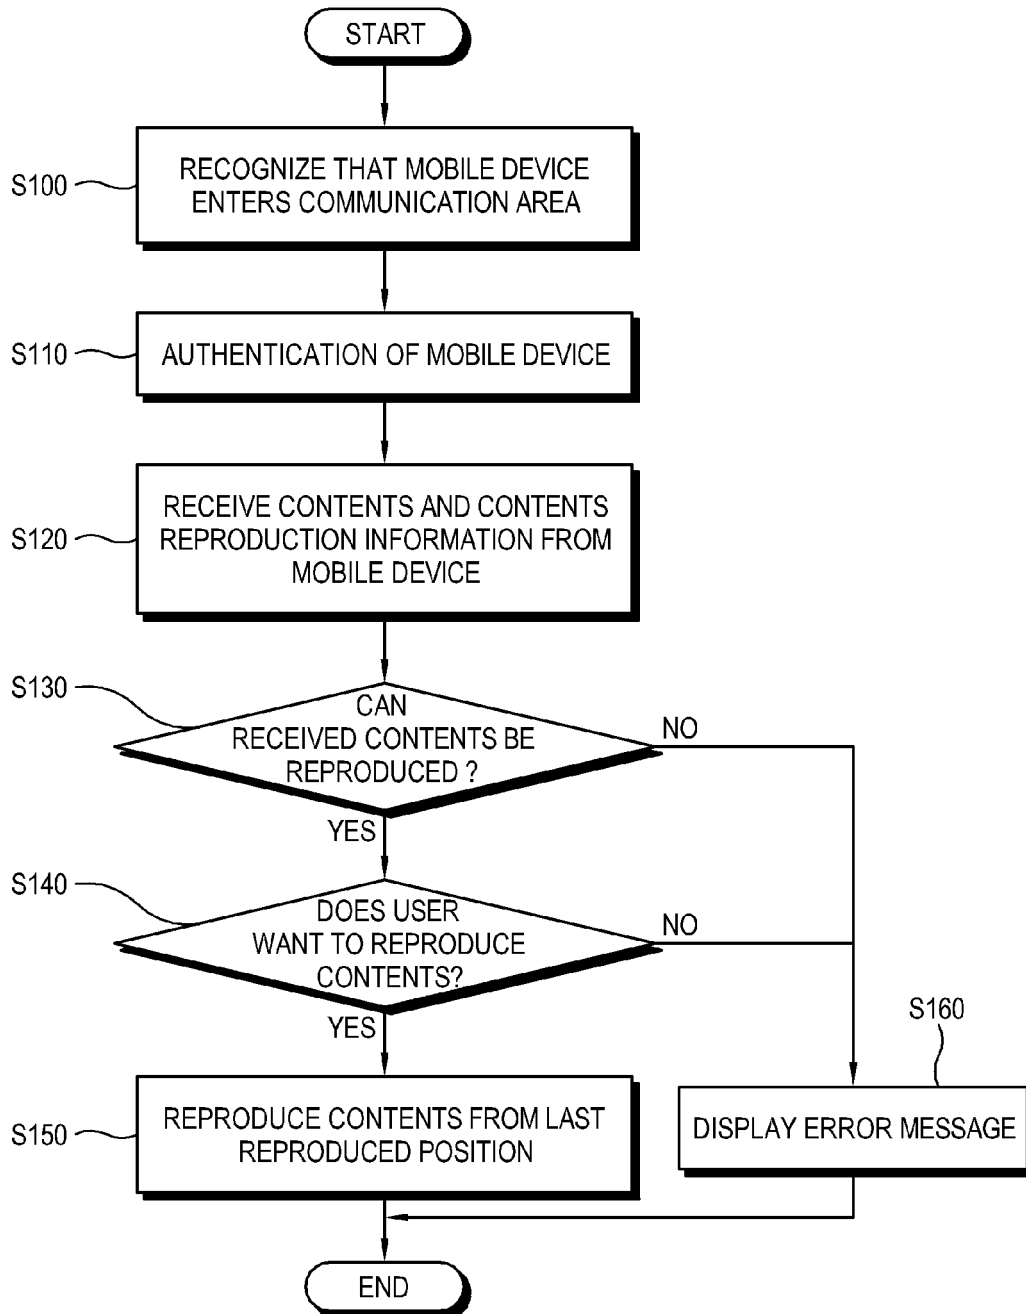 START
S100
RECOGNIZE THAT MOBILE DEVICE
ENTERS COMMUNICATION AREA
S110
AUTHENTICATION OF MOBILE DEVICE
S120
RECEIVE CONTENTS AND CONTENTS
REPRODUCTION INFORMATION FROM
MOBILE DEVICE
S130
CAN
RECEIVED CONTENTS BE
REPRODUCED ?
NO
YES
S140
DOES USER
WANT TO REPRODUCE
CONTENTS?
NO
YES
S150
REPRODUCE CONTENTS FROM LAST
REPRODUCED POSITION
S160
DISPLAY ERROR MESSAGE
END